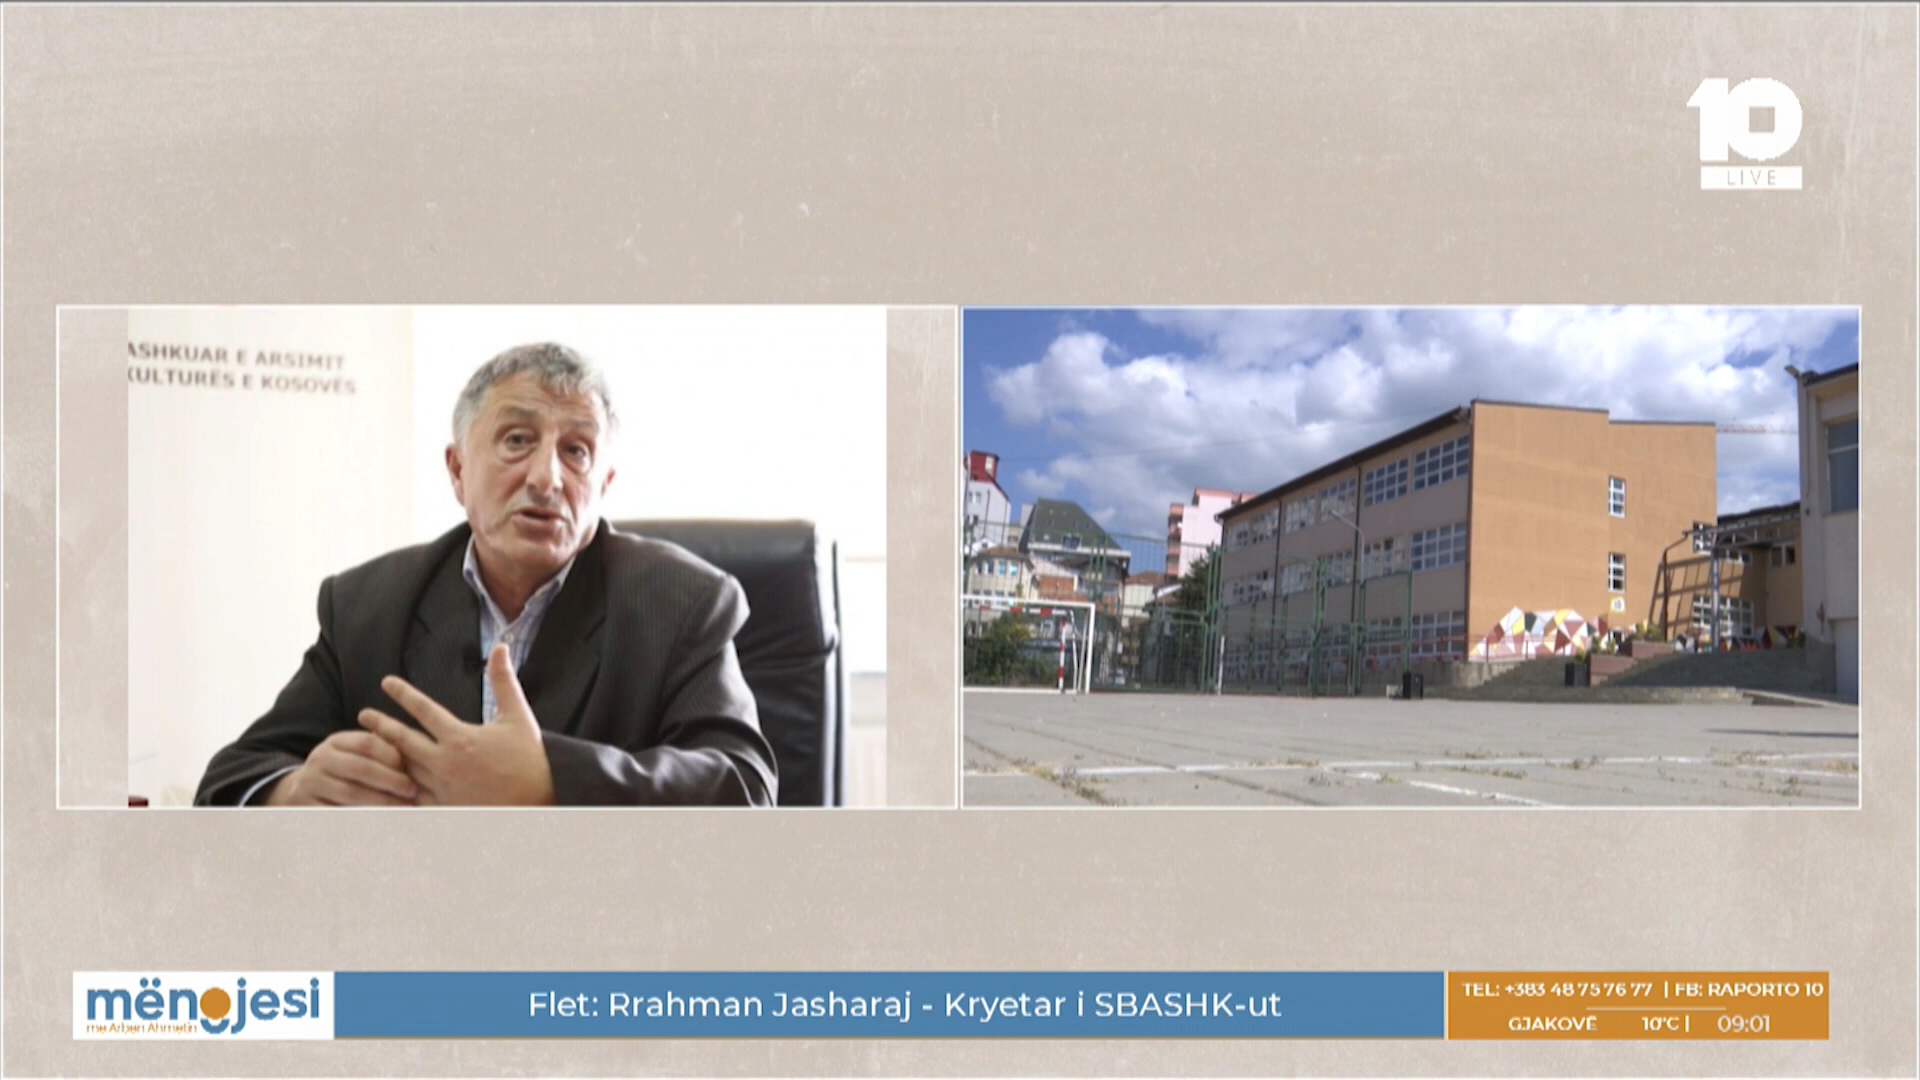 10
LIVE
ASHKUAR E ARSIMIT
KULTURËS E KOSOVËS
mëngjesi
me Arben Ahmetin
Flet: Rrahman Jasharaj - Kryetar i SBASHK-ut
TEL: +383 48 75 76 77 | FB: RAPORTO 10
GJAKOVË 10°C | 09:01